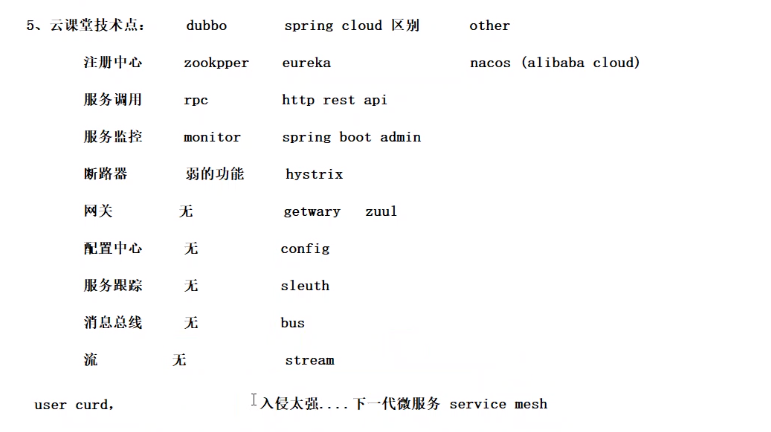 5、云课堂技术点： dubbo spring cloud 区别 other
注册中心 zookpper eureka nacos (alibaba cloud)
服务调用 rpc http rest api
服务监控 monitor spring boot admin
断路器 弱的功能 hystrix
网关 无 getwary zuul
配置中心 无 config
服务跟踪 无 sleuth
消息总线 无 bus
流 无 stream
user curd, 入侵太强....下一代微服务 service mesh